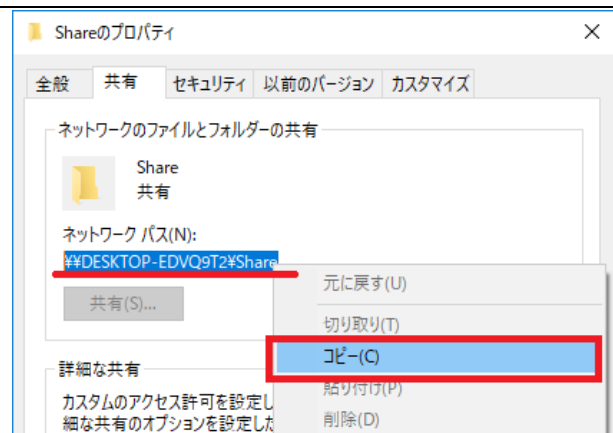 Shareのプロパティ
全般 共有 セキュリティ 以前のバージョン カスタマイズ
ネットワークのファイルとフォルダーの共有
Share
共有
ネットワーク パス(N):
¥¥DESKTOP-EDVQ9T2¥Share
共有(S)...
元に戻す(U)
切り取り(T)
コピー(C)
貼り付け(P)
削除(D)
詳細な共有
カスタムのアクセス許可を設定し
細な共有のオプションを設定した